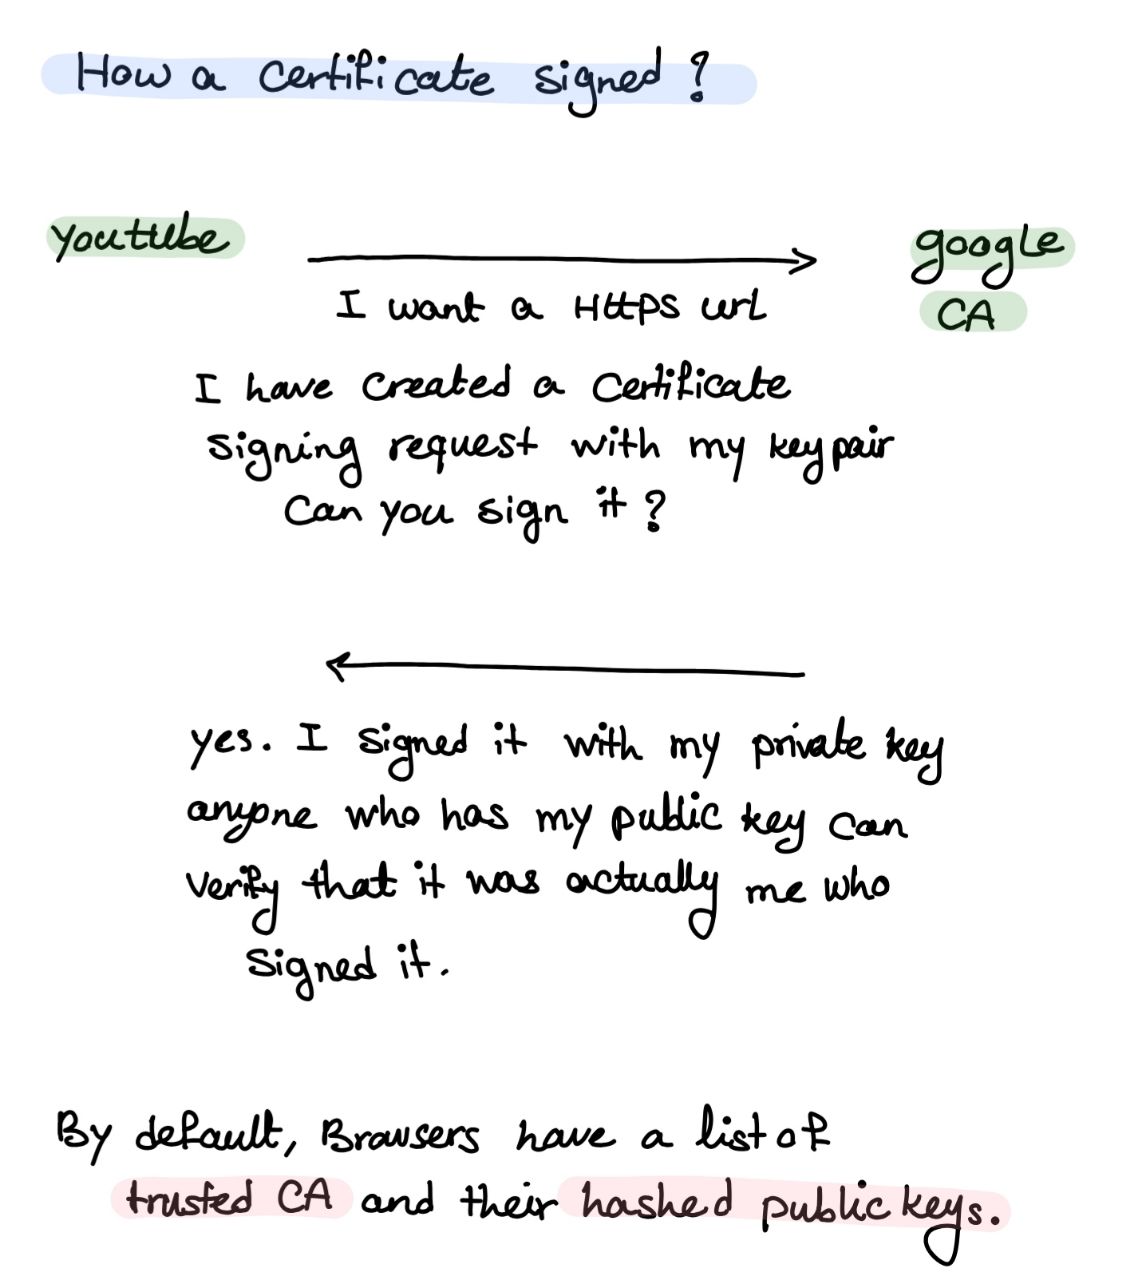 How a certificate signed?
youtube
google
CA
I want a HttPS url
I have created a certificate
signing request with my keypair
Can you sign it?
yes. I signed it with my private key
anyone who has my public key can
verify that it was actually me who
signed it.
By default, Browsers have a list of
trusted CA and their hashed public keys.